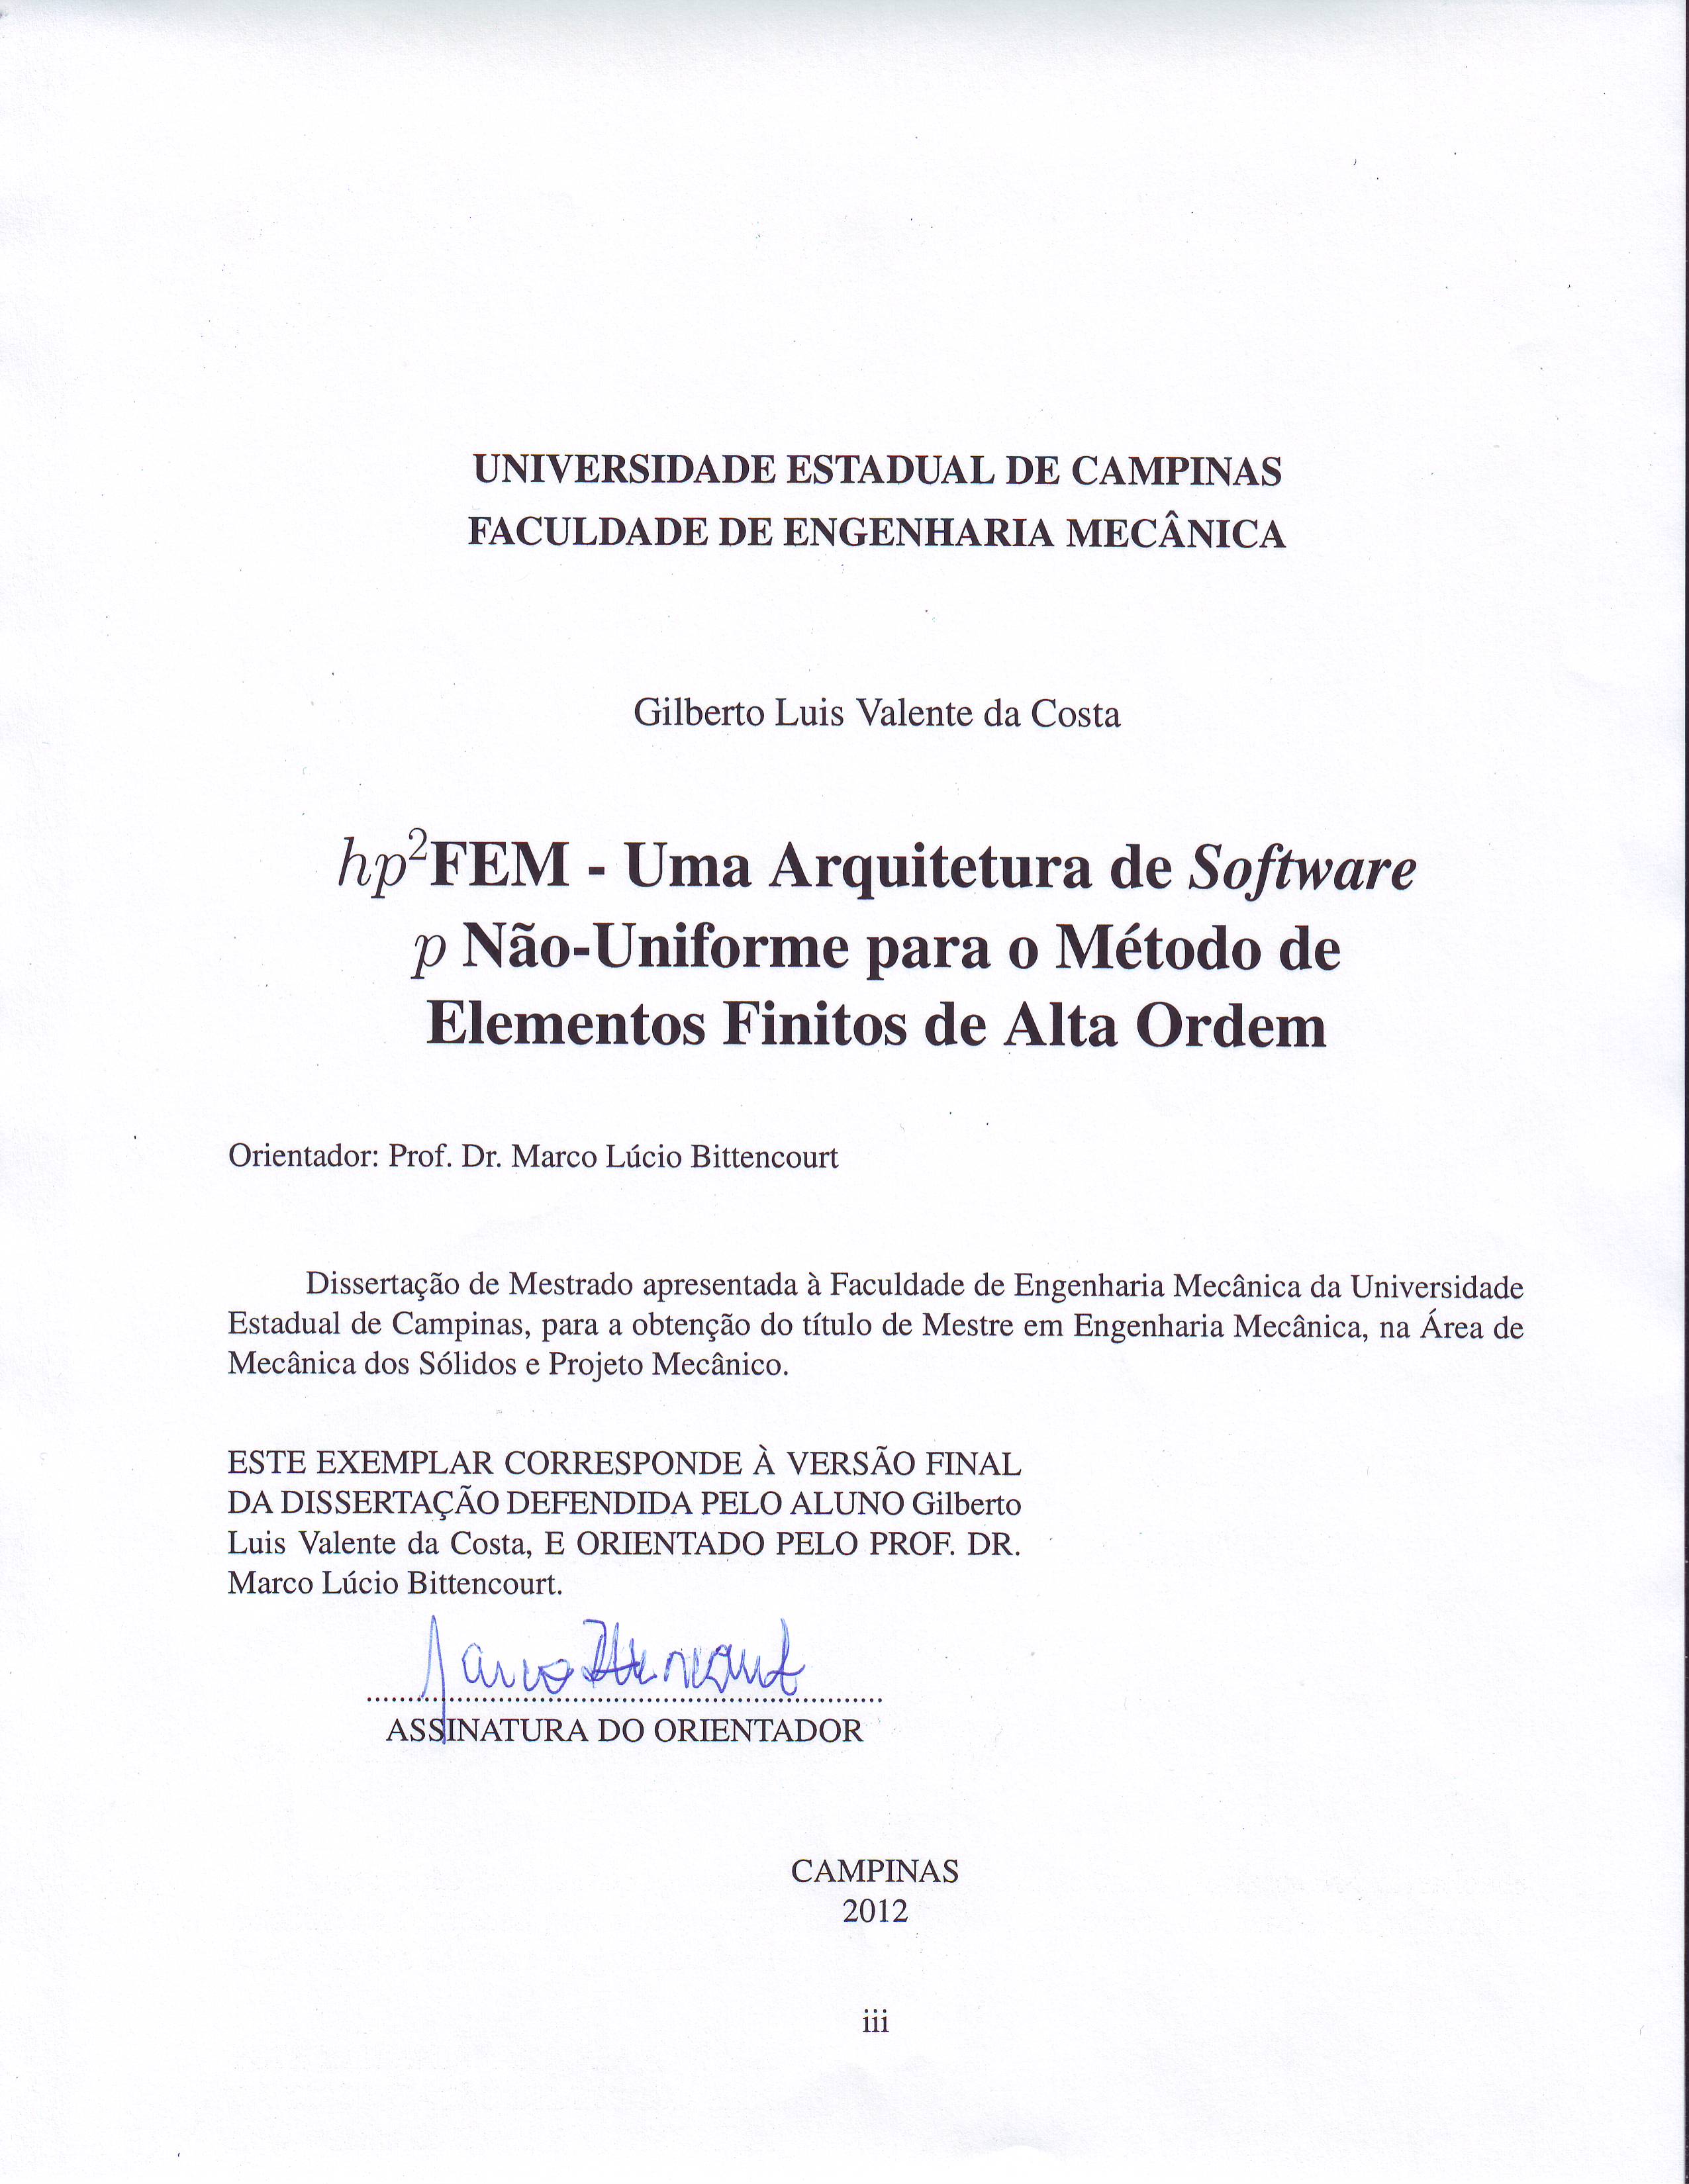 UNIVERSIDADE ESTADUAL DE CAMPINAS
FACULDADE DE ENGENHARIA MECÂNICA
Gilberto Luis Valente da Costa
hp²FEM - Uma Arquitetura de Software
p Não-Uniforme para o Método de
Elementos Finitos de Alta Ordem
Orientador: Prof. Dr. Marco Lúcio Bittencourt
Dissertação de Mestrado apresentada à Faculdade de Engenharia Mecânica da Universidade
Estadual de Campinas, para a obtenção do título de Mestre em Engenharia Mecânica, na Área de
Mecânica dos Sólidos e Projeto Mecânico.
ESTE EXEMPLAR CORRESPONDE À VERSÃO FINAL
DA DISSERTAÇÃO DEFENDIDA PELO ALUNO Gilberto
Luis Valente da Costa, E ORIENTADO PELO PROF. DR.
Marco Lúcio Bittencourt.
Marco Bittencourt
ASSINATURA DO ORIENTADOR
CAMPINAS
2012
iii